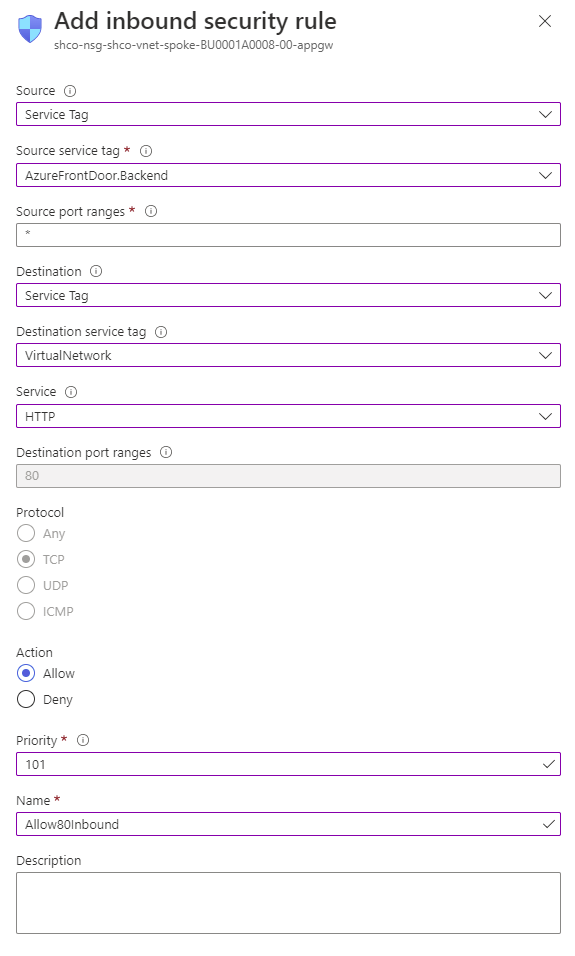 Add inbound security rule
shco-nsg-shco-vnet-spoke-BU0001A0008-00-appgw
Source
Service Tag
Source service tag *
AzureFrontDoor.Backend
Source port ranges *
*
Destination
Service Tag
Destination service tag
VirtualNetwork
Service
HTTP
Destination port ranges
80
Protocol
Any
TCP
UDP
ICMP
Action
Allow
Deny
Priority *
101
Name *
Allow80Inbound
Description